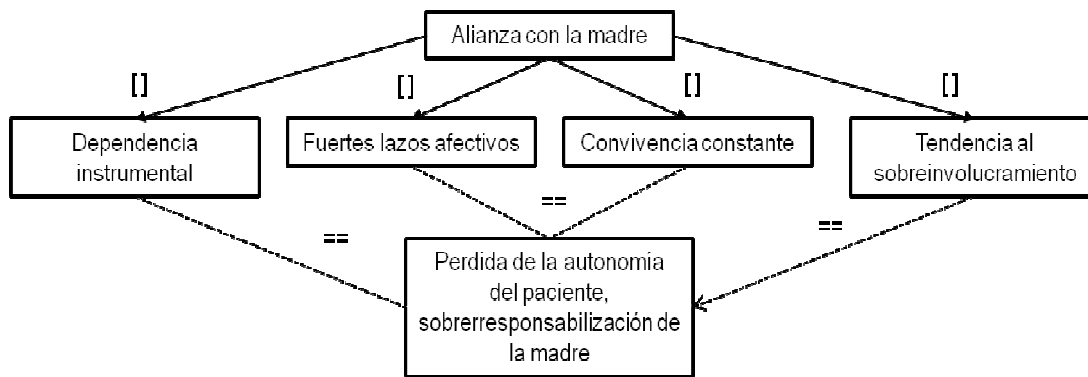 Alianza con la madre
[]
[]
[]
[]
Dependencia
instrumental
Fuertes lazos afectivos
Convivencia constante
Tendencia al
sobreinvolucramiento
==
==
==
Perdida de la autonomia
del paciente,
sobrerresponsabilización de
la madre